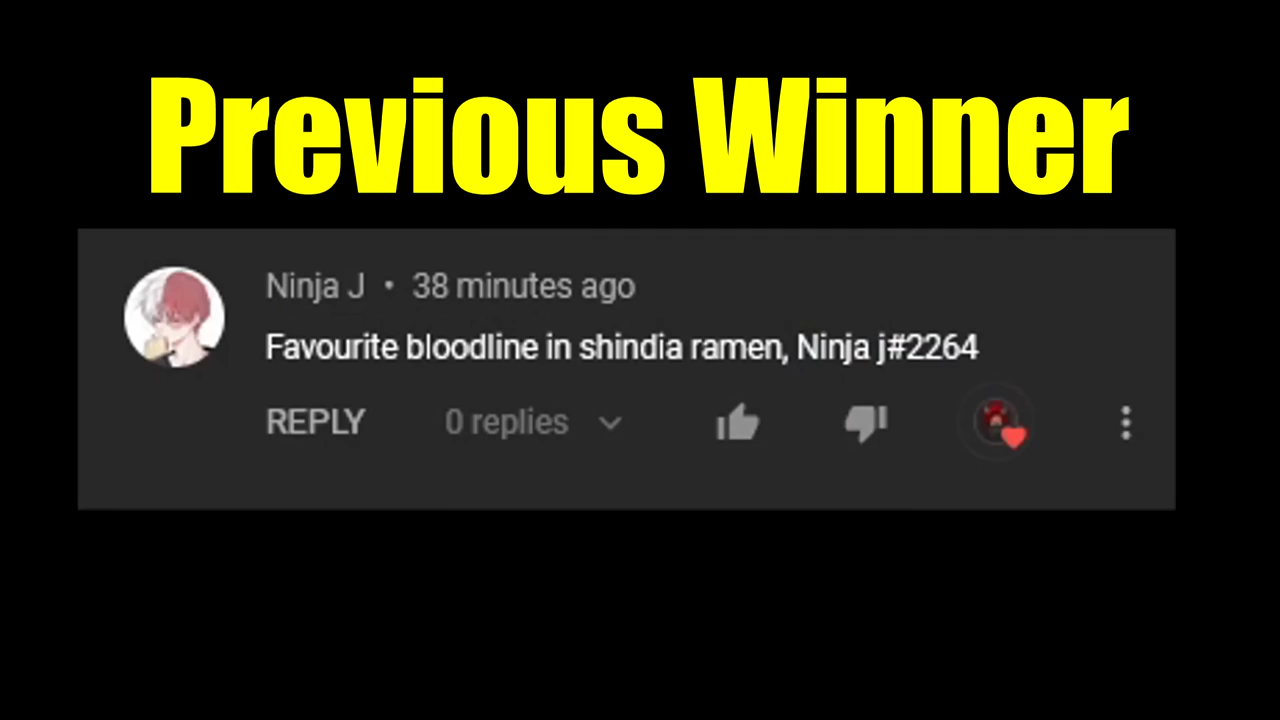 Previous Winner
Ninja J • 38 minutes ago
Favourite bloodline in shindia ramen, Ninja j#2264
REPLY 0 replies